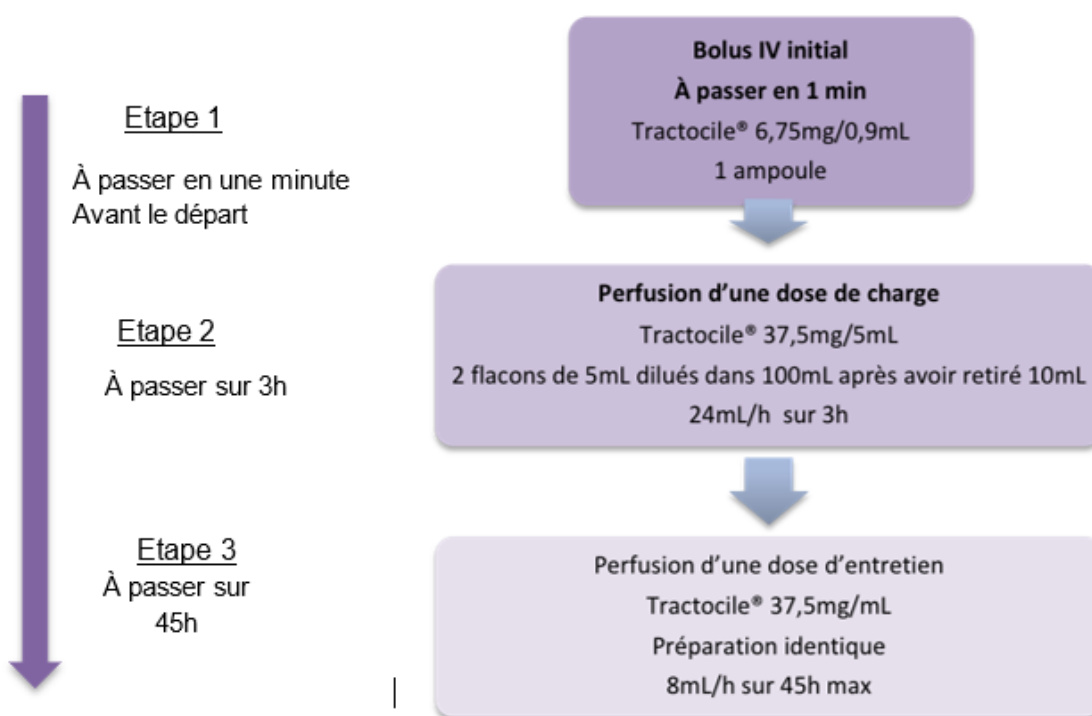 Etape 1
À passer en une minute
Avant le départ
Bolus IV initial
À passer en 1 min
Tractocile® 6,75mg/0,9mL
1 ampoule
Etape 2
À passer sur 3h
Perfusion d’une dose de charge
Tractocile® 37,5mg/5mL
2 flacons de 5mL dilués dans 100mL après avoir retiré 10mL
24mL/h sur 3h
Etape 3
À passer sur
45h
Perfusion d’une dose d’entretien
Tractocile® 37,5mg/mL
Préparation identique
8mL/h sur 45h max